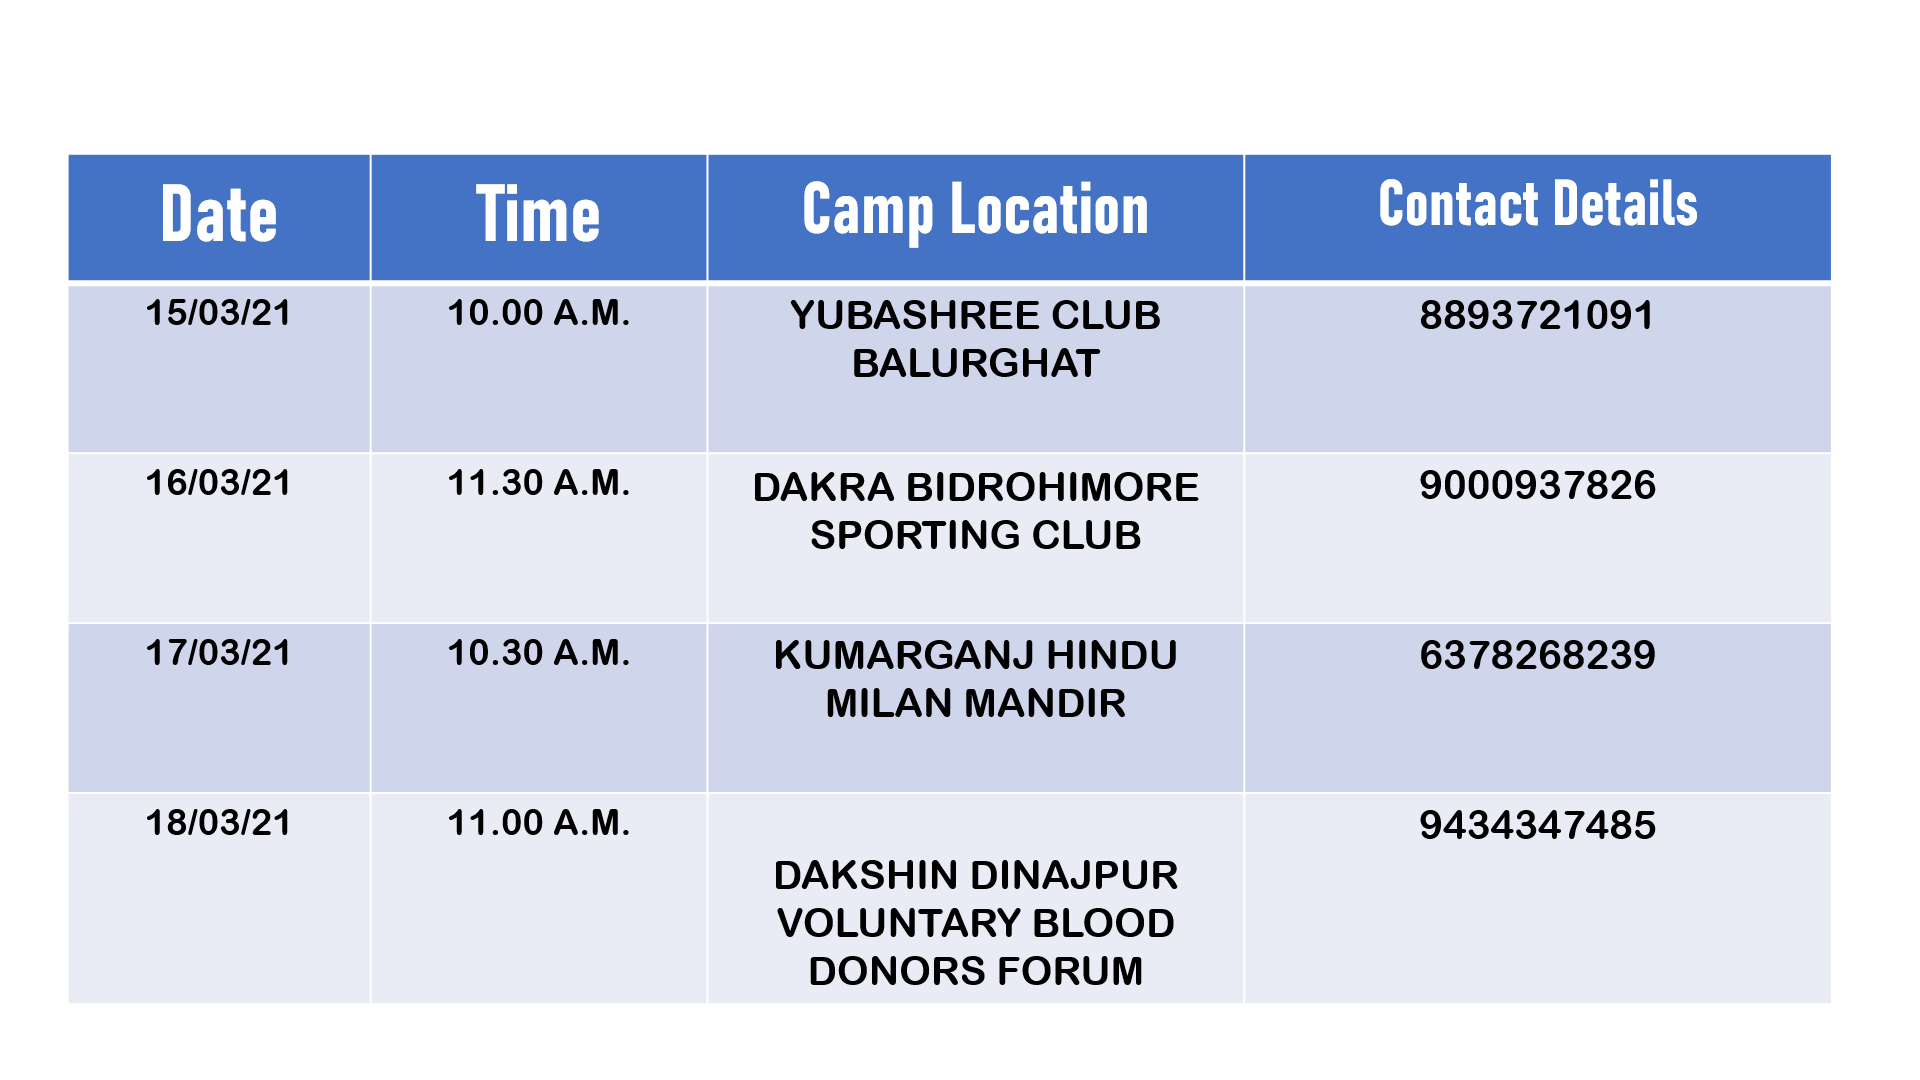 Date Time Camp Location Contact Details
15/03/21 10.00 A.M. YUBASHREE CLUB 8893721091
BALURGHAT
16/03/21 11.30 A.M. DAKRA BIDROHIMORE 9000937826
SPORTING CLUB
17/03/21 10.30 A.M. KUMARGANJ HINDU 6378268239
MILAN MANDIR
18/03/21 11.00 A.M. 9434347485
DAKSHIN DINAJPUR
VOLUNTARY BLOOD
DONORS FORUM